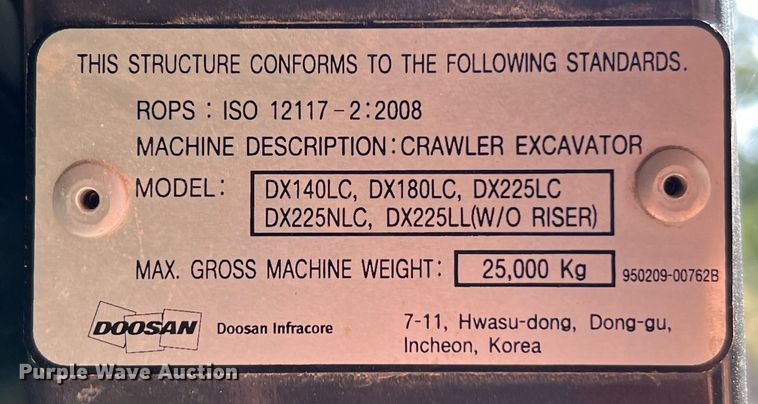 THIS STRUCTURE CONFORMS TO THE FOLLOWING STANDARDS.
ROPS : ISO 12117-2:2008
MACHINE DESCRIPTION:CRAWLER EXCAVATOR
MODEL: DX140LC, DX180LC, DX225LC
DX225NLC, DX225LL(W/O RISER)
MAX. GROSS MACHINE WEIGHT: 25,000 Kg 950209-00762B
DOOSAN Doosan Infracore 7-11, Hwasu-dong, Dong-gu,
Incheon, Korea
Purple Wave Auction